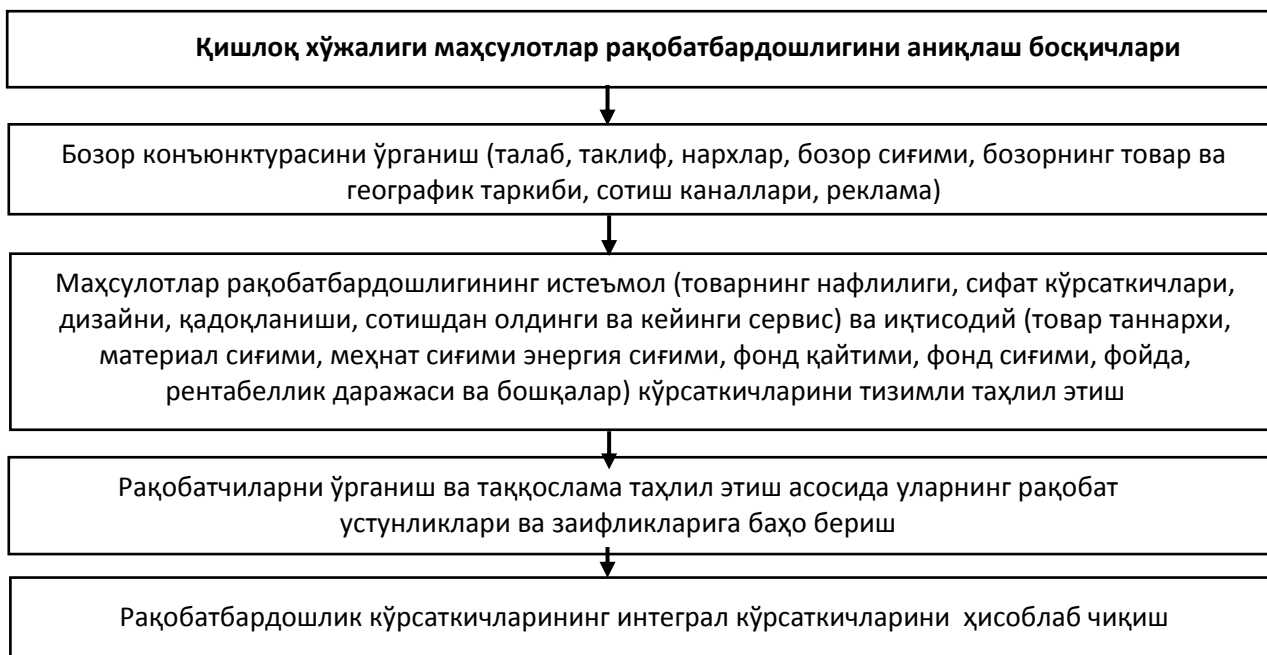 Қишлоқ хўжалиги маҳсулотлар рақобатбардошлигини аниқлаш босқичлари
Бозор конъюнктурасини ўрганиш (талаб, таклиф, нархлар, бозор сиғими, бозорнинг товар ва
географик таркиби, сотиш каналлари, реклама)
Маҳсулотлар рақобатбардошлигининг истеъмол (товарнинг нафлилиги, сифат кўрсаткичлари,
дизайни, қадоқланиши, сотишдан олдинги ва кейинги сервис) ва иқтисодий (товар таннархи,
материал сиғими, меҳнат сиғими энергия сиғими, фонд қайтими, фонд сиғими, фойда,
рентабеллик даражаси ва бошқалар) кўрсаткичларини тизимли таҳлил этиш
Рақобатчиларни ўрганиш ва таққослама таҳлил этиш асосида уларнинг рақобат
устунликлари ва заифликларига баҳо бериш
Рақобатбардошлик кўрсаткичларининг интеграл кўрсаткичларини ҳисоблаб чиқиш